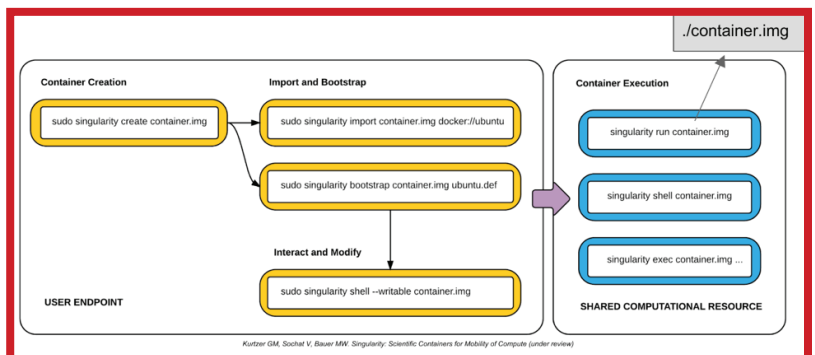 ./container.img
Container Creation
sudo singularity create container.img
Import and Bootstrap
sudo singularity import container.img docker://ubuntu
sudo singularity bootstrap container.img ubuntu.def
Interact and Modify
sudo singularity shell --writable container.img
USER ENDPOINT
Container Execution
singularity run container.img
singularity shell container.img
singularity exec container.img ...
SHARED COMPUTATIONAL RESOURCE
Kurtzer GM, Sochat V, Bauer MW. Singularity: Scientific Containers for Mobility of Compute (under review)